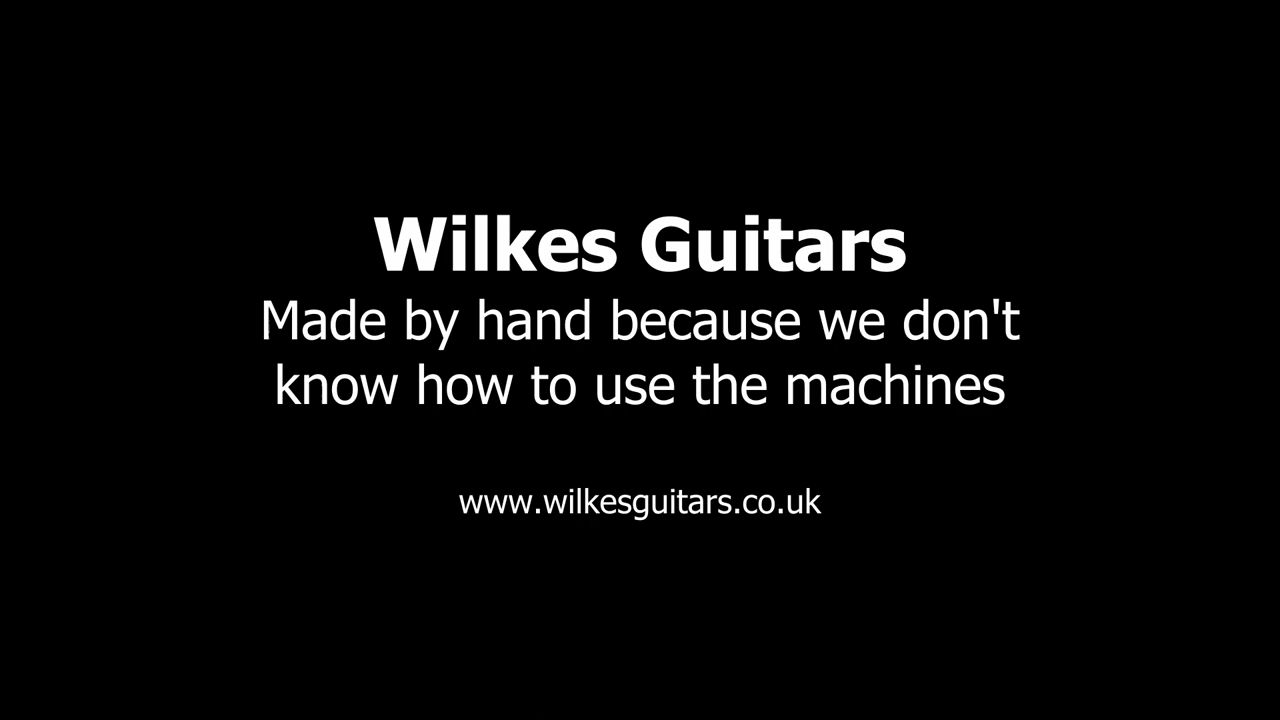 Wilkes Guitars
Made by hand because we don't
know how to use the machines
www.wilkesguitars.co.uk